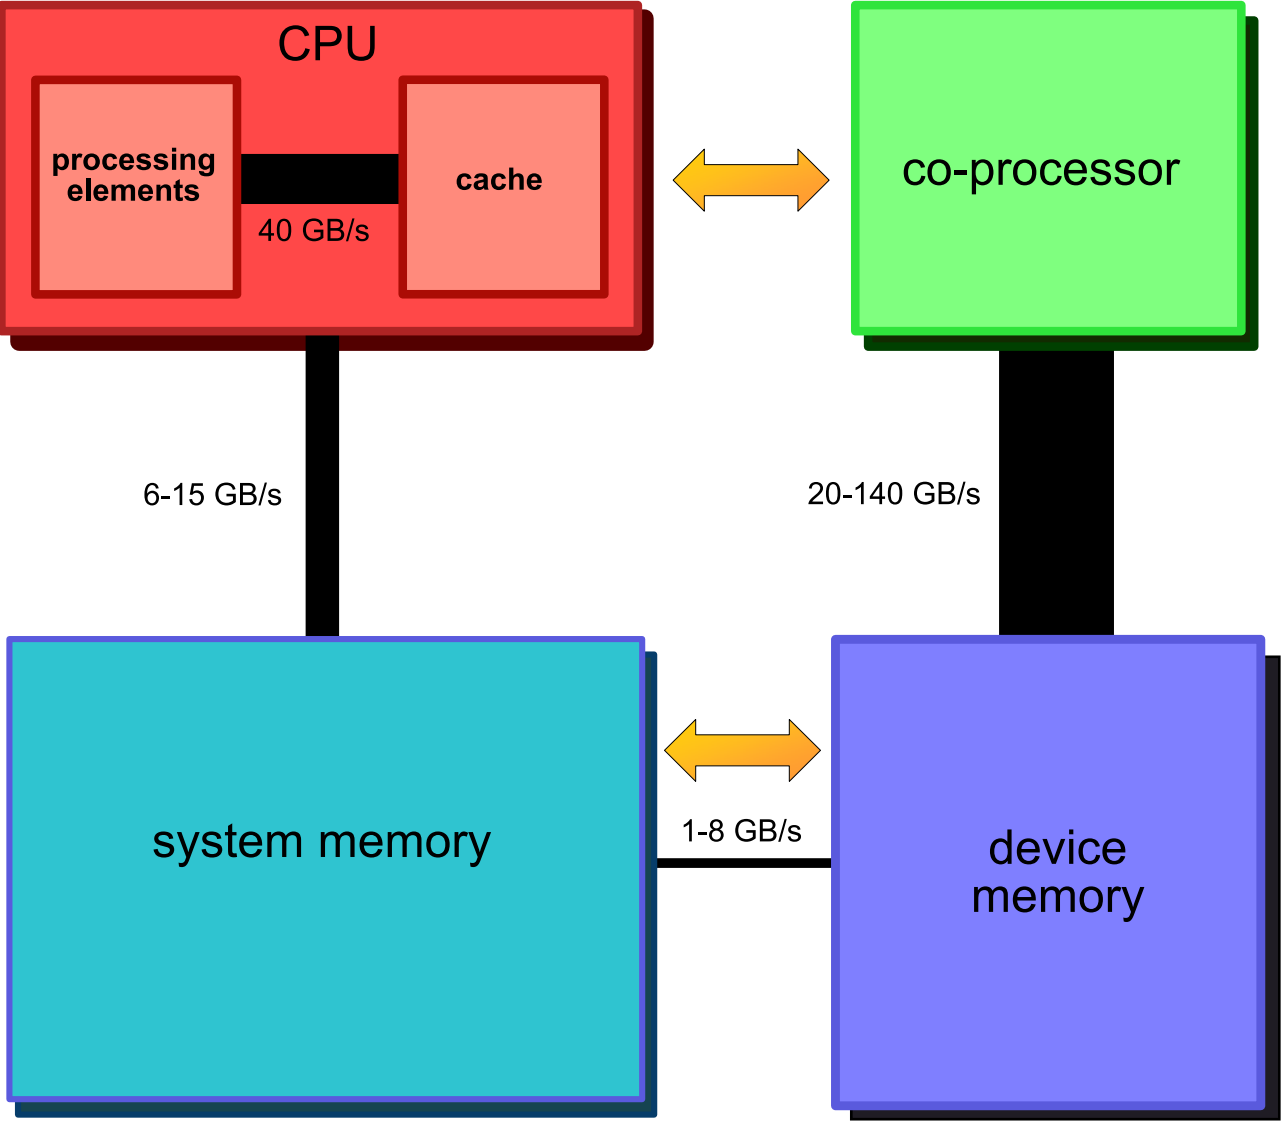 CPU
processing
elements
cache
40 GB/s
co-processor
6-15 GB/s
20-140 GB/s
system memory
1-8 GB/s
device
memory